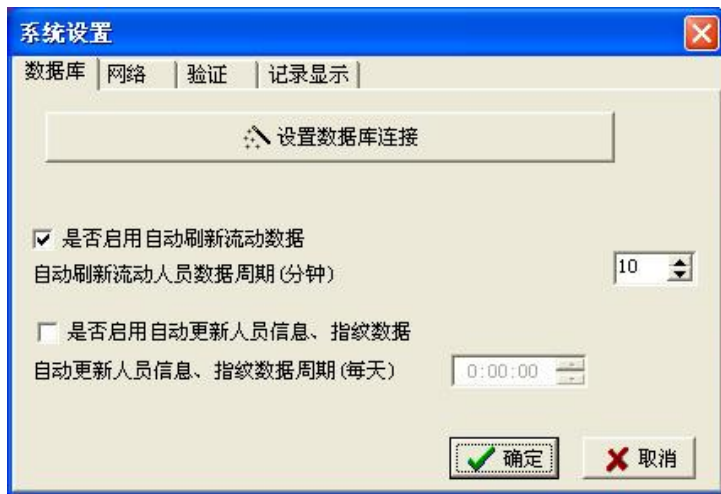 系统设置
数据库 网络 验证 记录显示
设置数据库连接
是否启用自动刷新流动数据
自动刷新流动人员数据周期(分钟) 10
是否启用自动更新人员信息、指纹数据
自动更新人员信息、指纹数据周期(每天) 0:00:00
确定 取消